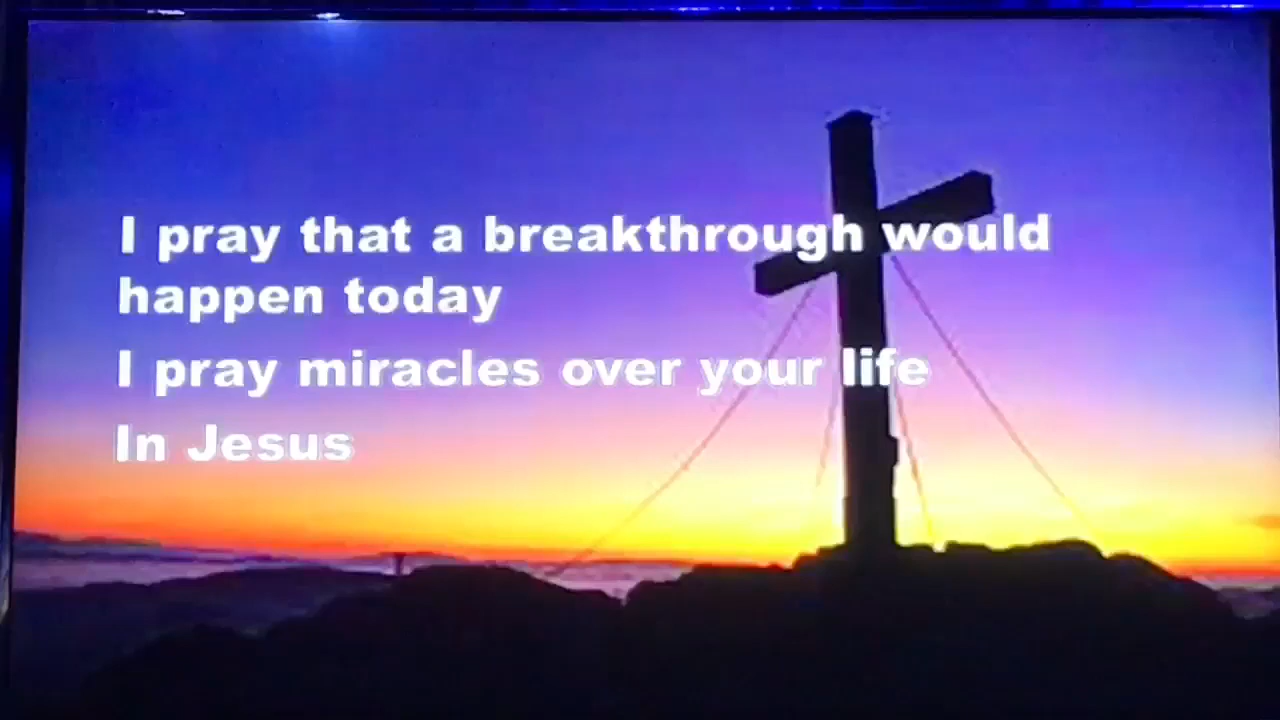 I pray that a breakthrough would
happen today
I pray miracles over your life
In Jesus